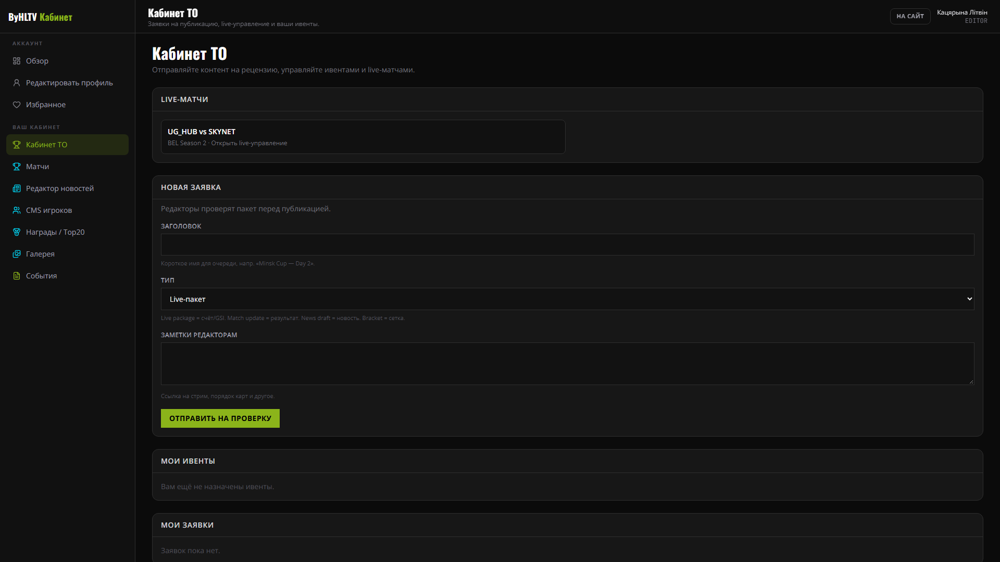 ByHLTV Кабинет
АККАУНТ
Обзор
Редактировать профиль
Избранное
ВАШ КАБИНЕТ
Кабинет ТО
Матчи
Редактор новостей
CMS игроков
Награды / Top20
Галерея
События
Кабинет ТО
Заявки на публикацию, live-управление и ваши ивенты.
НА САЙТ
Кацярына Літвін
EDITOR
Кабинет ТО
Отправляйте контент на рецензию, управляйте ивентами и live-матчами.
LIVE-МАТЧИ
UG_HUB vs SKYNET
BEL Season 2 · Открыть live-управление
НОВАЯ ЗАЯВКА
Редакторы проверят пакет перед публикацией.
ЗАГОЛОВОК
Короткое имя для очереди, напр. «Minsk Cup — Day 2».
ТИП
Live-пакет
Live package = счёт/GSI. Match update = результат. News draft = новость. Bracket = сетка.
ЗАМЕТКИ РЕДАКТОРАМ
Ссылка на стрим, порядок карт и другое.
ОТПРАВИТЬ НА ПРОВЕРКУ
МОИ ИВЕНТЫ
Вам ещё не назначены ивенты.
МОИ ЗАЯВКИ
Заявок пока нет.